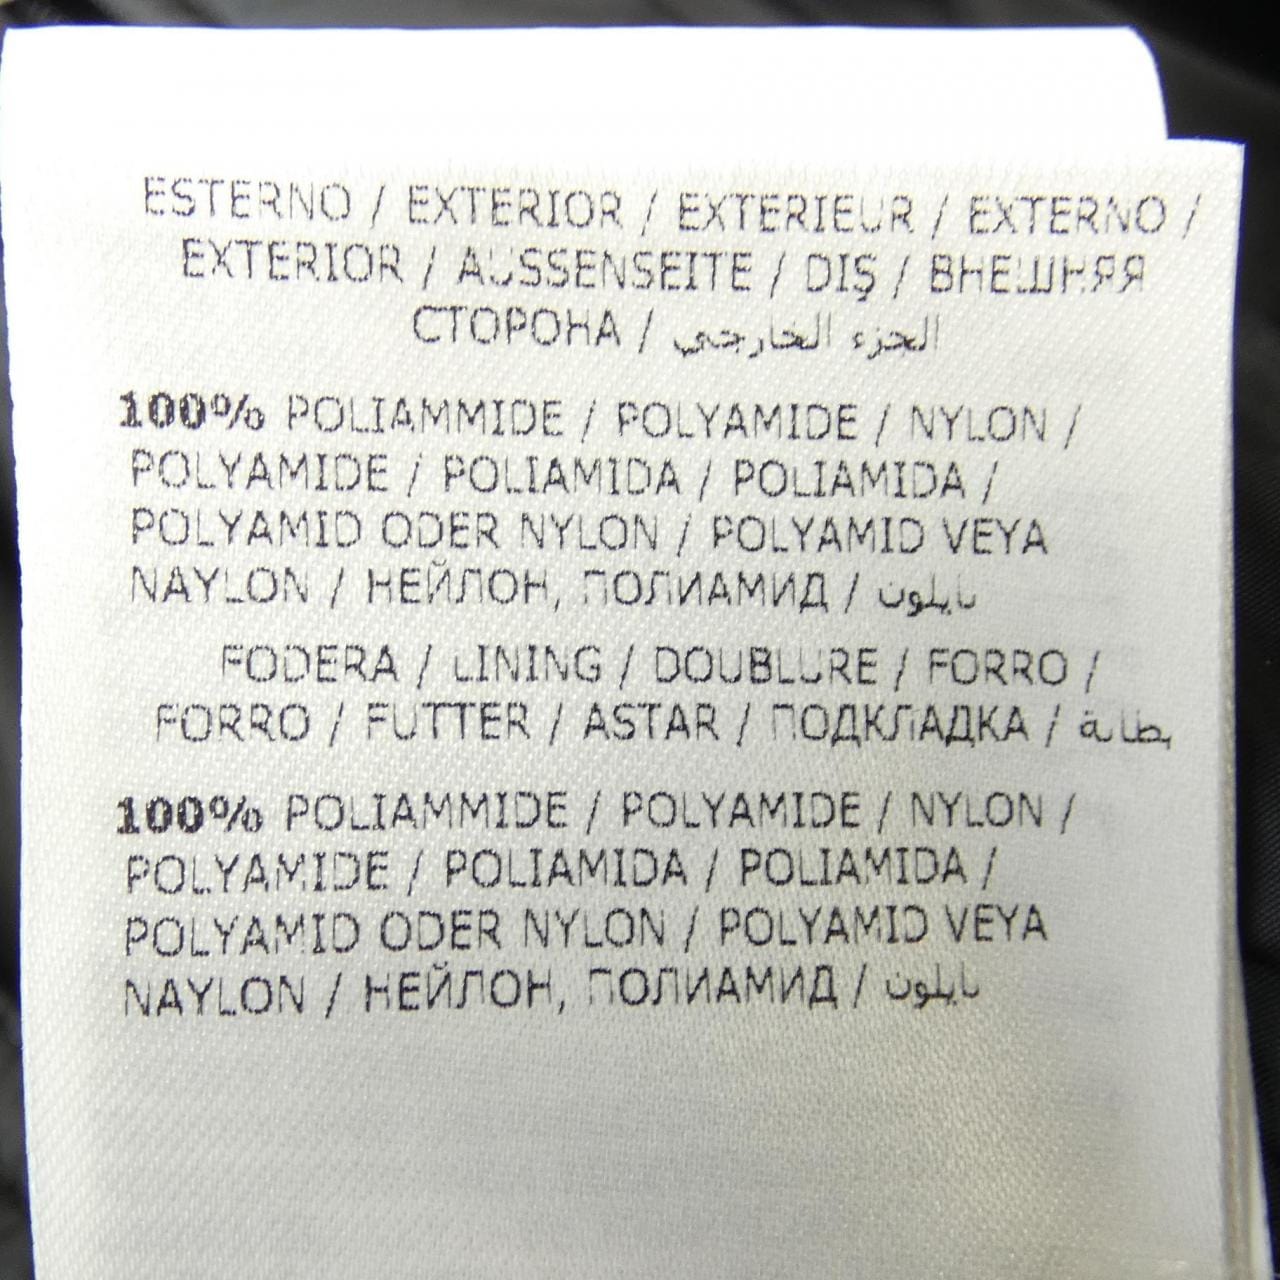 ESTERNO / EXTERIOR / EXTERIEUR / EXTERNO /
EXTERIOR / AUSSENSEITE / DIŞ / ВНЕШНЯЯ
СТОРОНА / الجزء الخارجي
100% POLIAMMIDE / POLYAMIDE / NYLON /
POLYAMIDE / POLIAMIDA / POLIAMIDA /
POLYAMID ODER NYLON / POLYAMID VEYA
NAYLON / НЕЙЛОН, ПОЛИАМИД / نايلون
FODERA / LINING / DOUBLURE / FORRO /
FORRO / FUTTER / ASTAR / ПОДКЛАДКА / بطانة
100% POLIAMMIDE / POLYAMIDE / NYLON /
POLYAMIDE / POLIAMIDA / POLIAMIDA /
POLYAMID ODER NYLON / POLYAMID VEYA
NAYLON / НЕЙЛОН, ПОЛИАМИД / نايلون